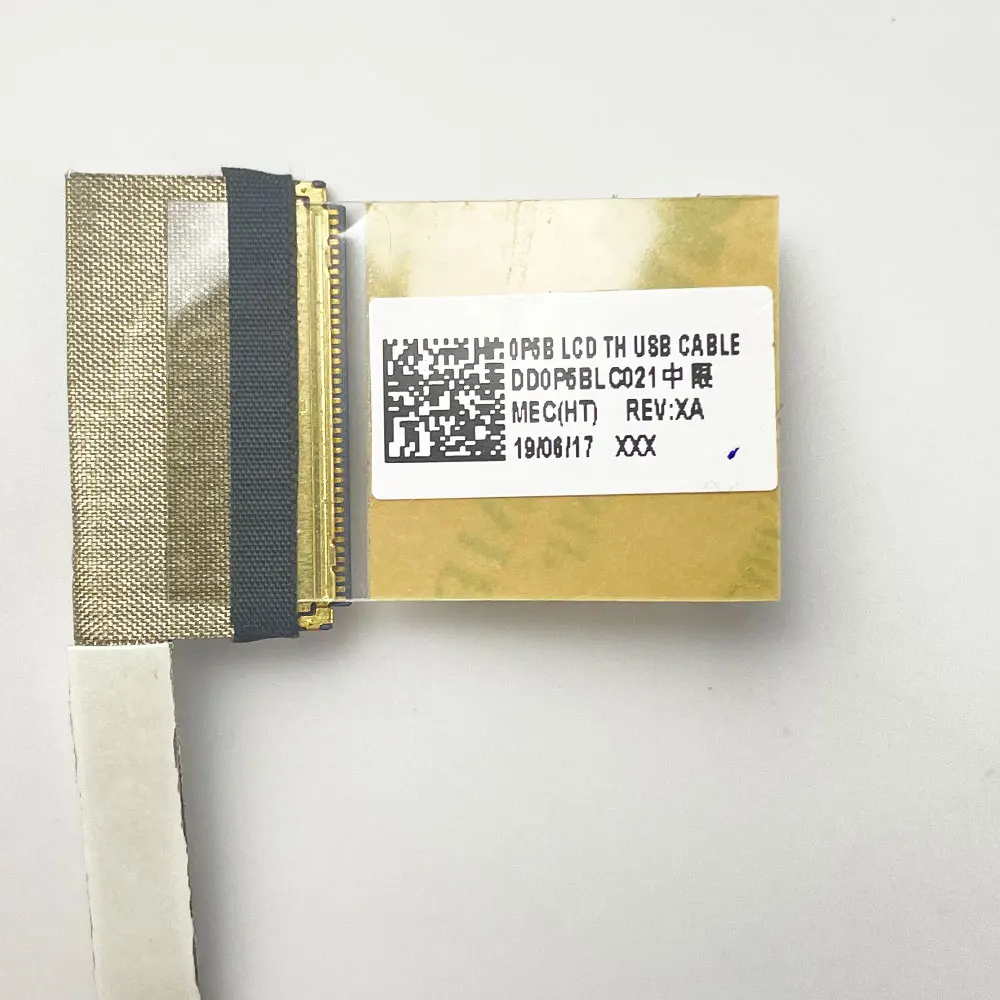 0P5B LCD TH USB CABLE
DD0P5BLC021中限
MEC(HT) REV:XA
19/06/17 XXX